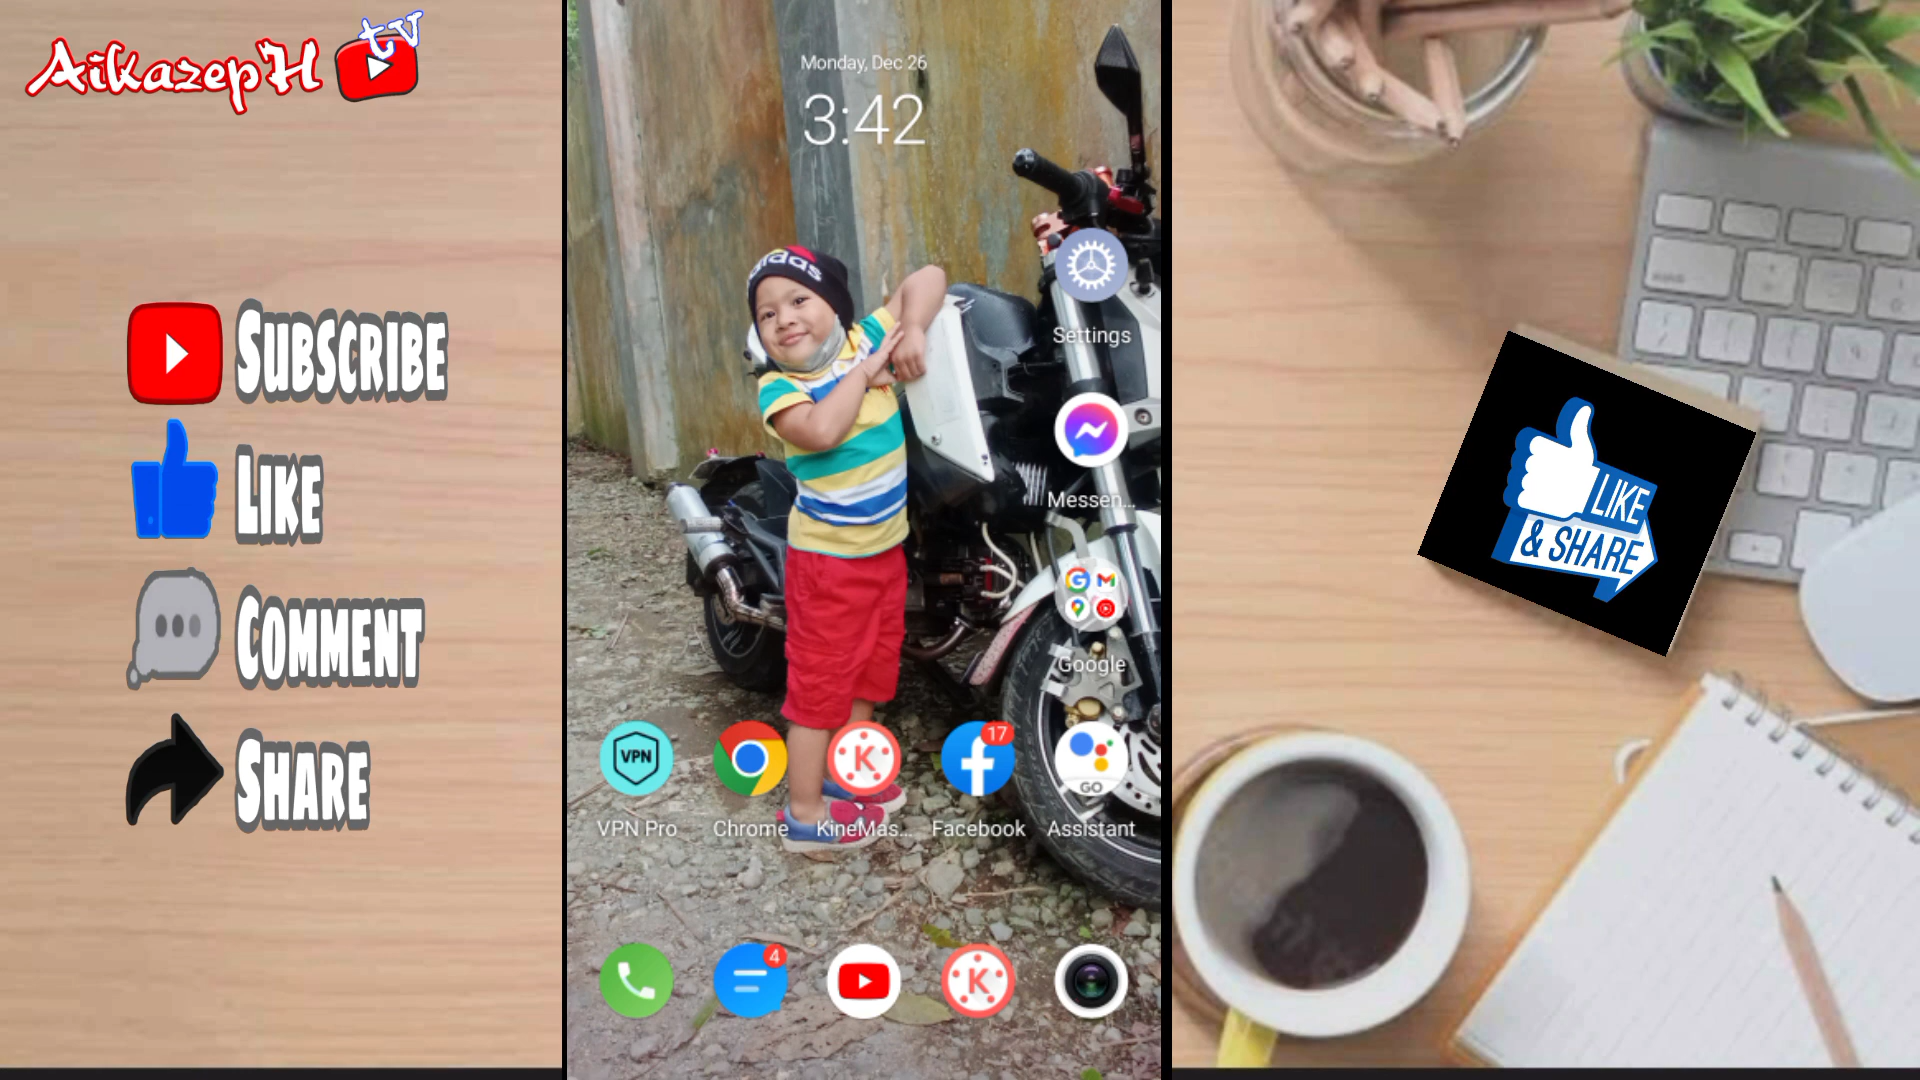 AikazepH tv
Subscribe
Like
Comment
Share
Monday, Dec 26
3:42
adidas
Settings
Messen...
Google
VPN
17
GO
VPN Pro
Chrome
KineMas...
Facebook
Assistant
4
LIKE
& SHARE